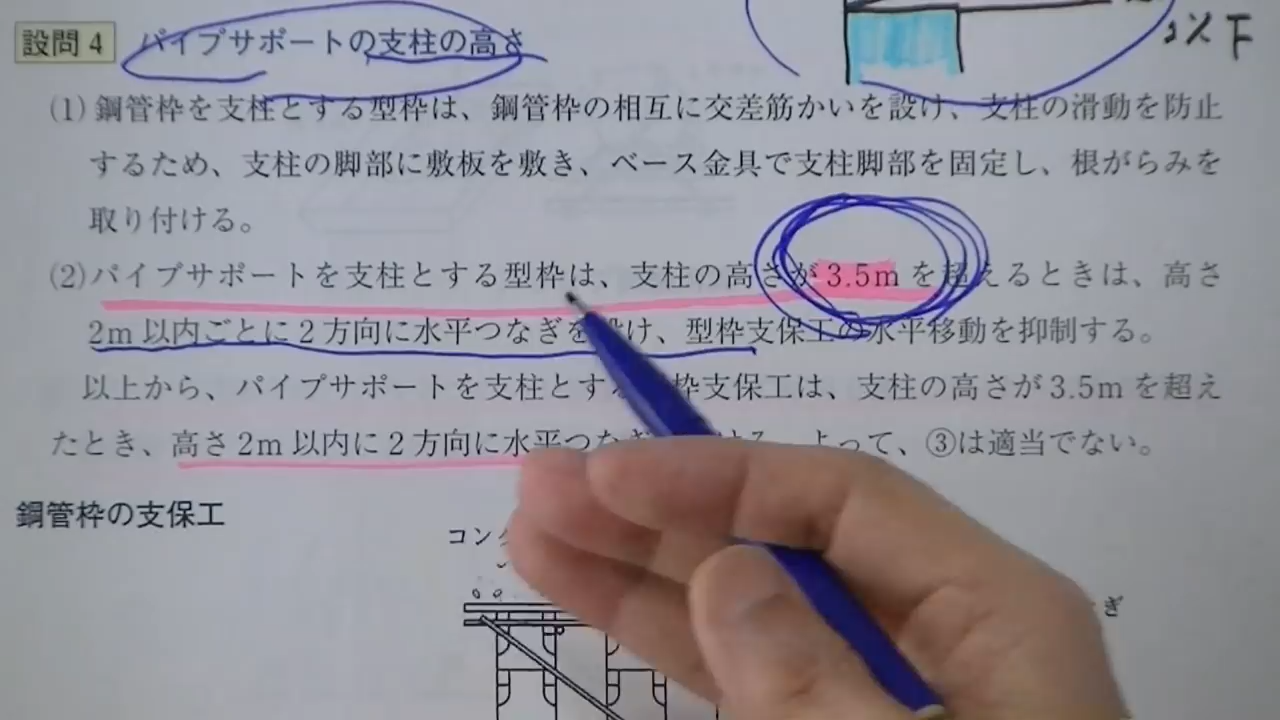 以下
設問4 パイプサポートの支柱の高さ
(1) 鋼管枠を支柱とする型枠は、鋼管枠の相互に交差筋かいを設け、支柱の滑動を防止
するため、支柱の脚部に敷板を敷き、ベース金具で支柱脚部を固定し、根がらみを
取り付ける。
(2) パイプサポートを支柱とする型枠は、支柱の高さが3.5mを超えるときは、高さ
2m以内ごとに2方向に水平つなぎを設け、型枠支保工の水平移動を抑制する。
以上から、パイプサポートを支柱とする 枠支保工は、支柱の高さが3.5mを超え
たとき、高さ2m以内に2方向に水平つなぎ ける。よって、③は適当でない。
鋼管枠の支保工
コン
ぎ